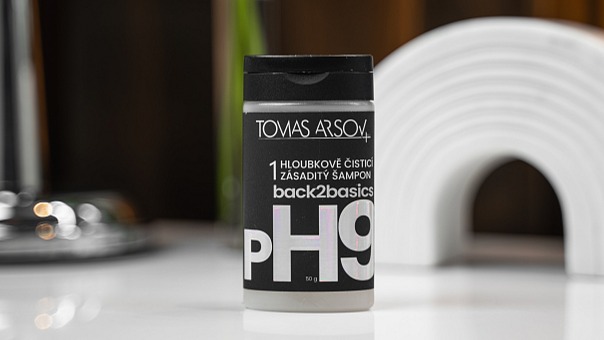 TOMAS ARSOV
1 HLOUBKOVĚ ČISTICÍ
ZÁSADITÝ ŠAMPON
back2basics
pH9
50 g